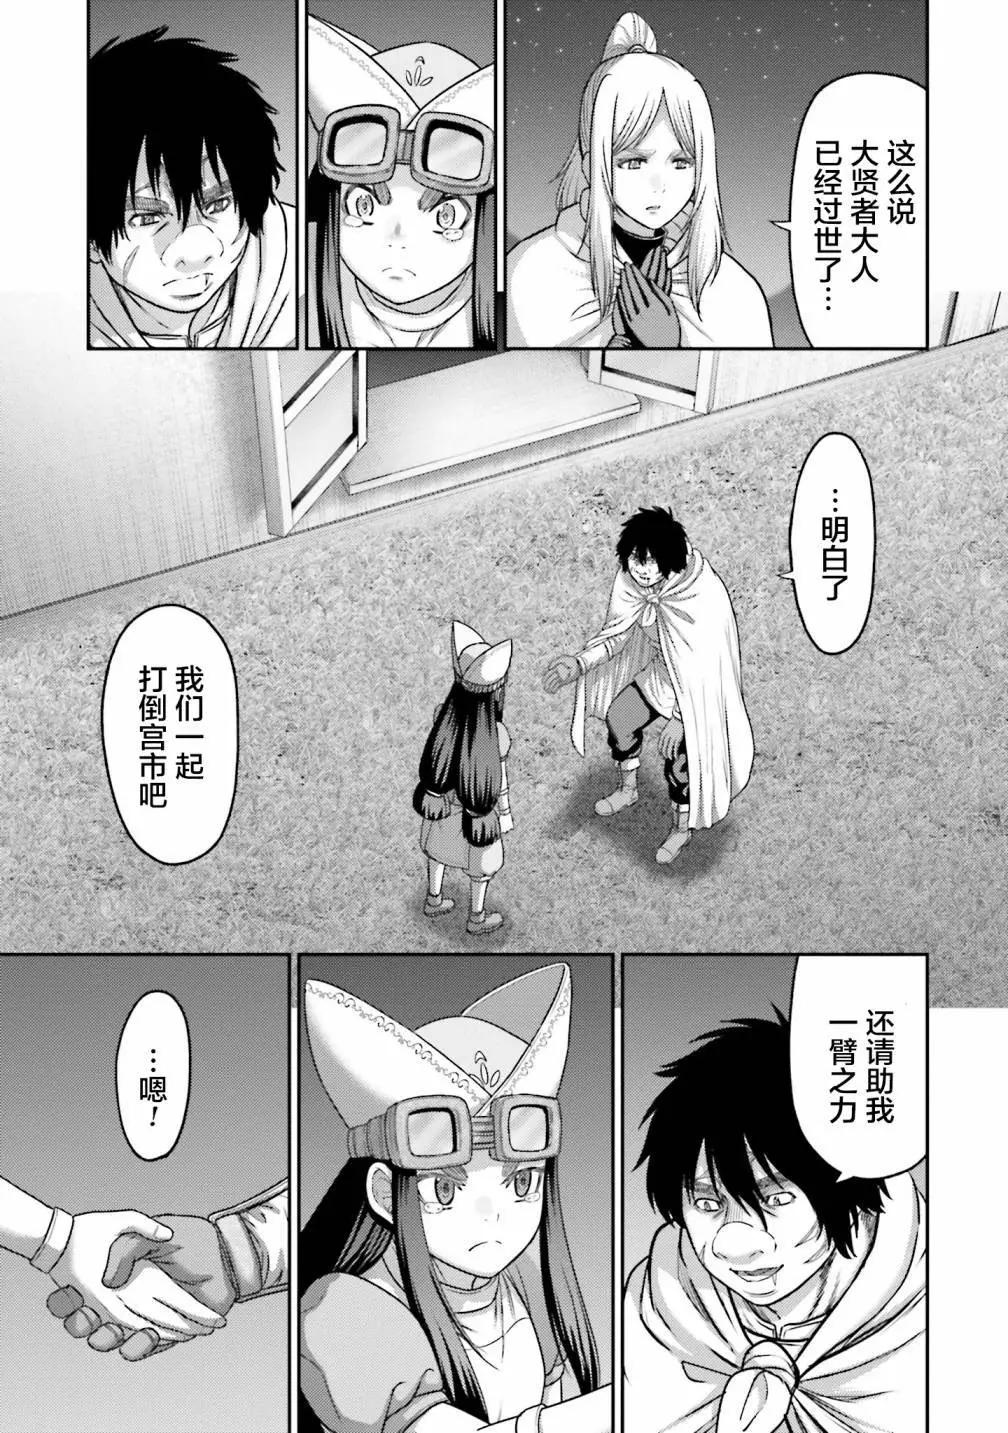 这么说
大贤者大人
已经过世了…
…明白了
我们一起
打倒宫市吧
还请助我
一臂之力
…嗯！